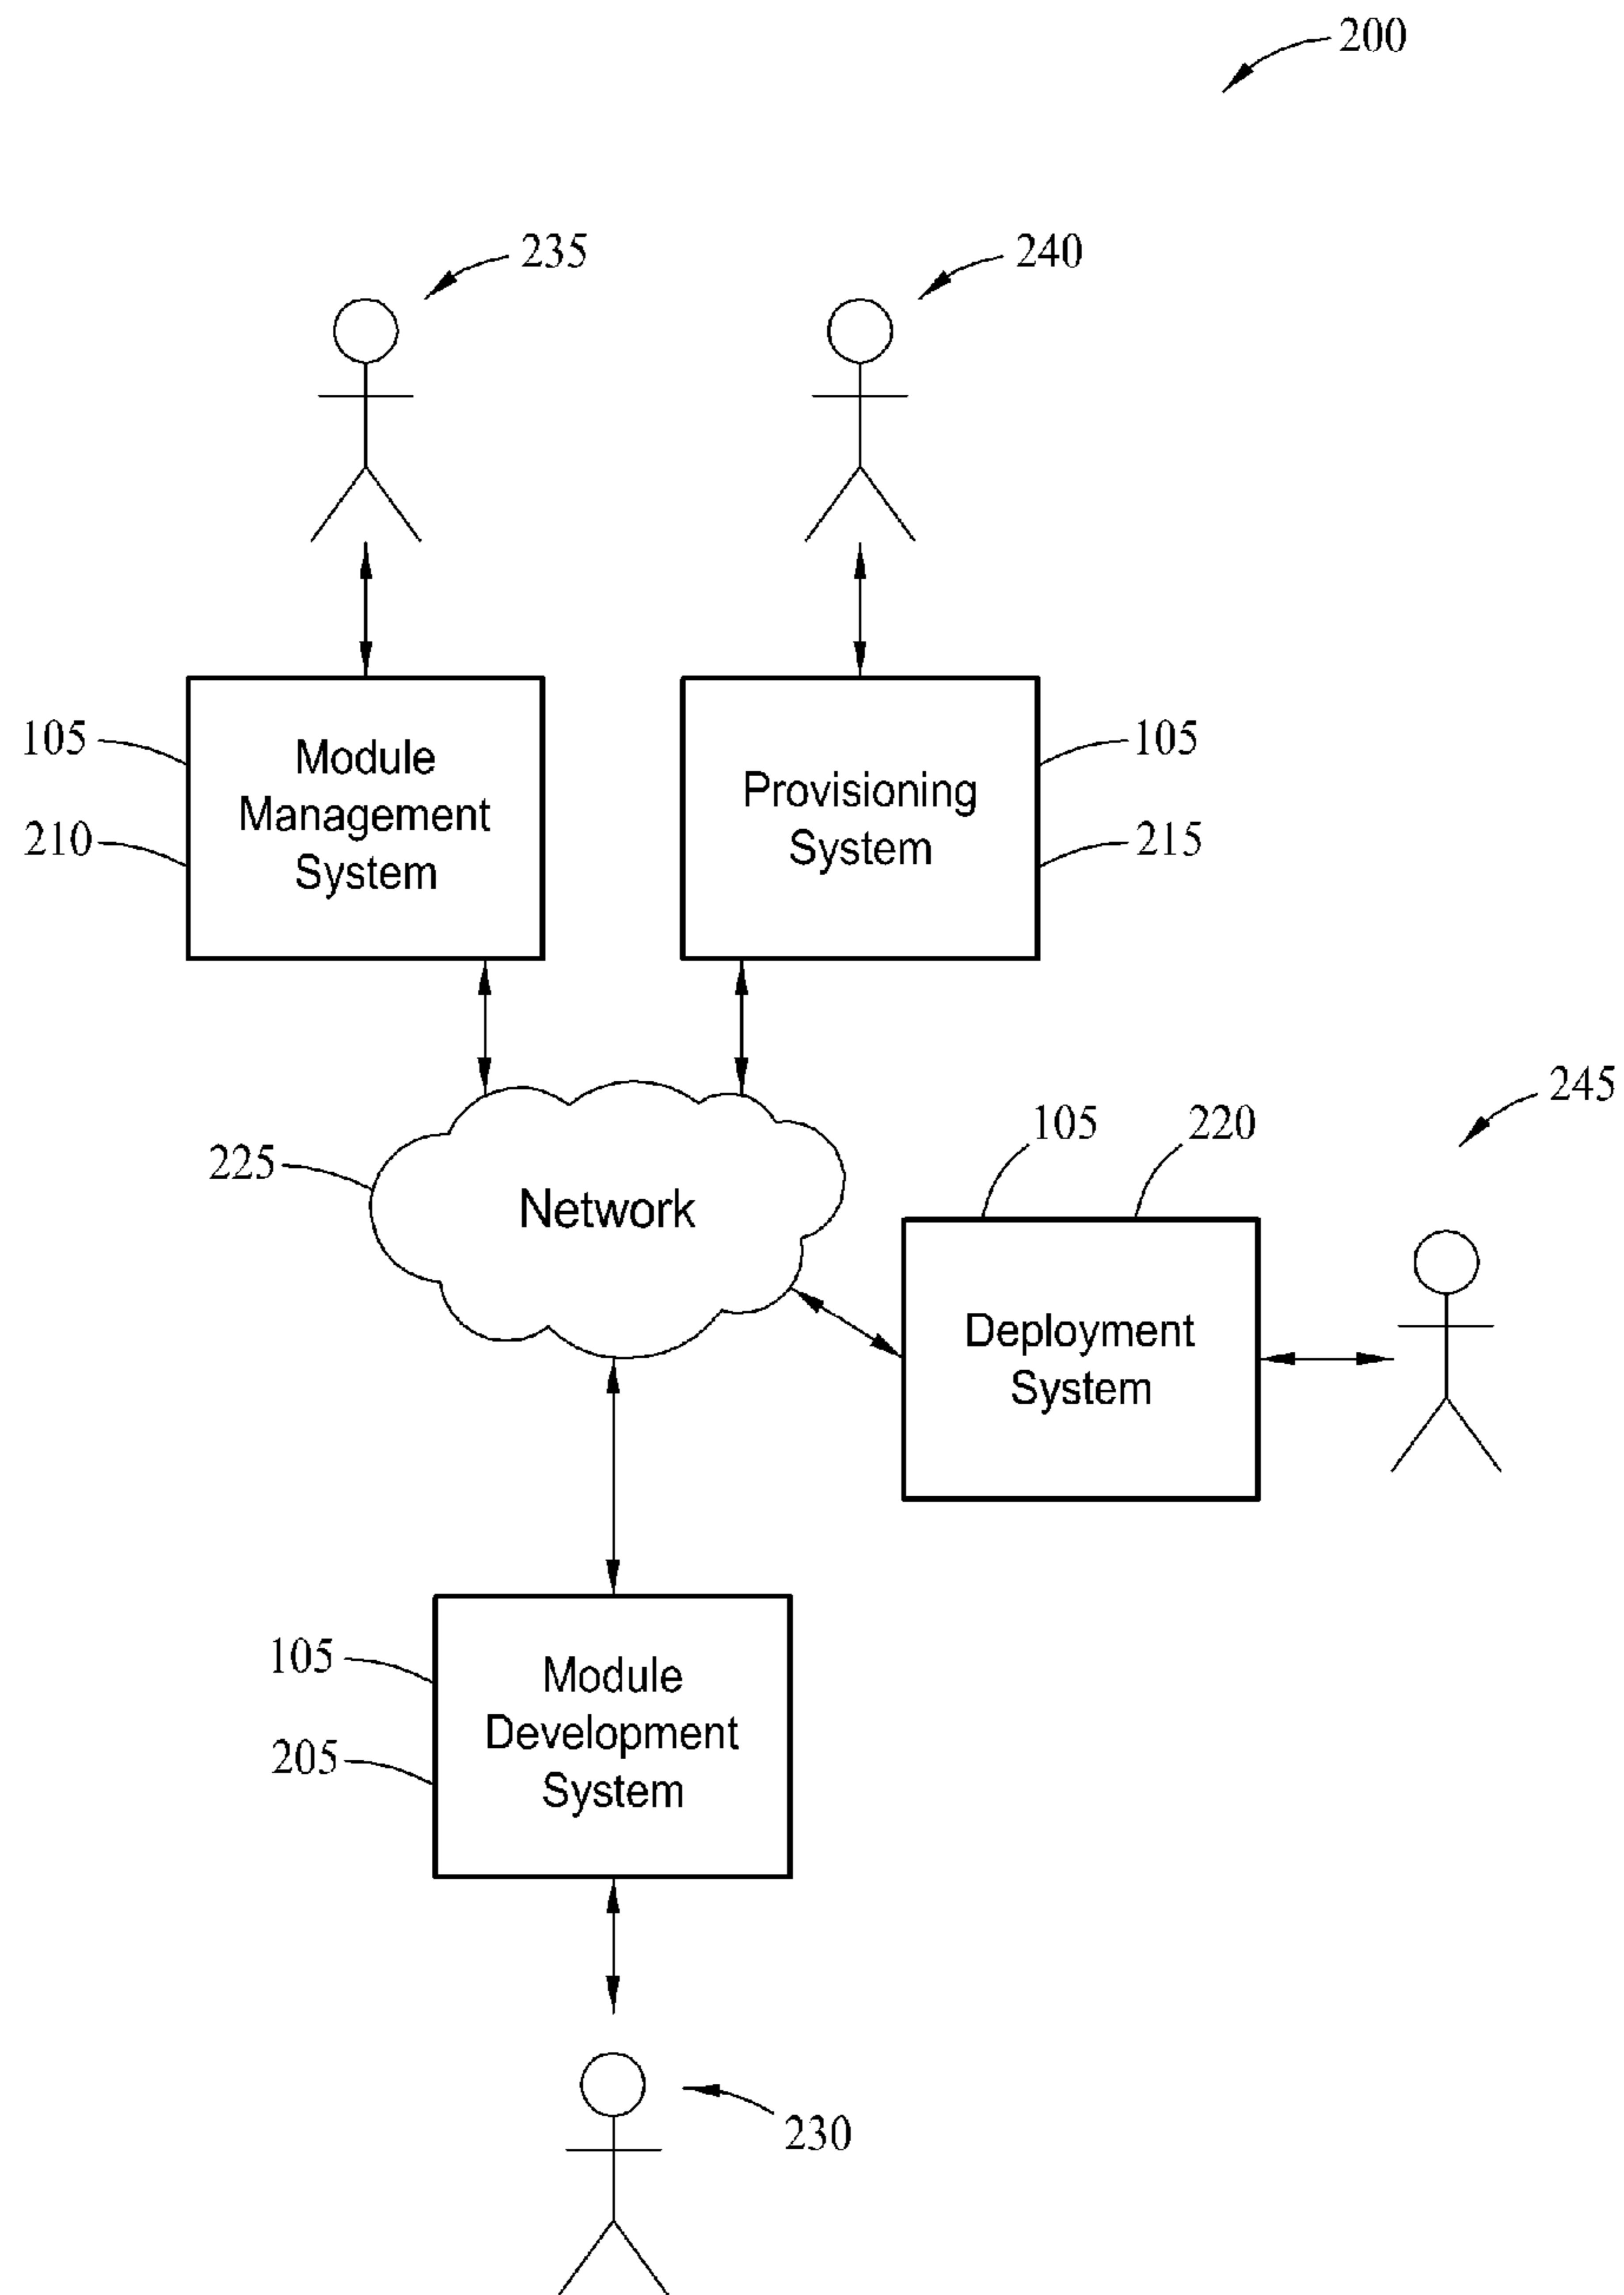 200
235
240
105
Module
Management
System
210
Provisioning
System
105
215
225
Network
105
220
245
Deployment
System
105
205
Module
Development
System
230